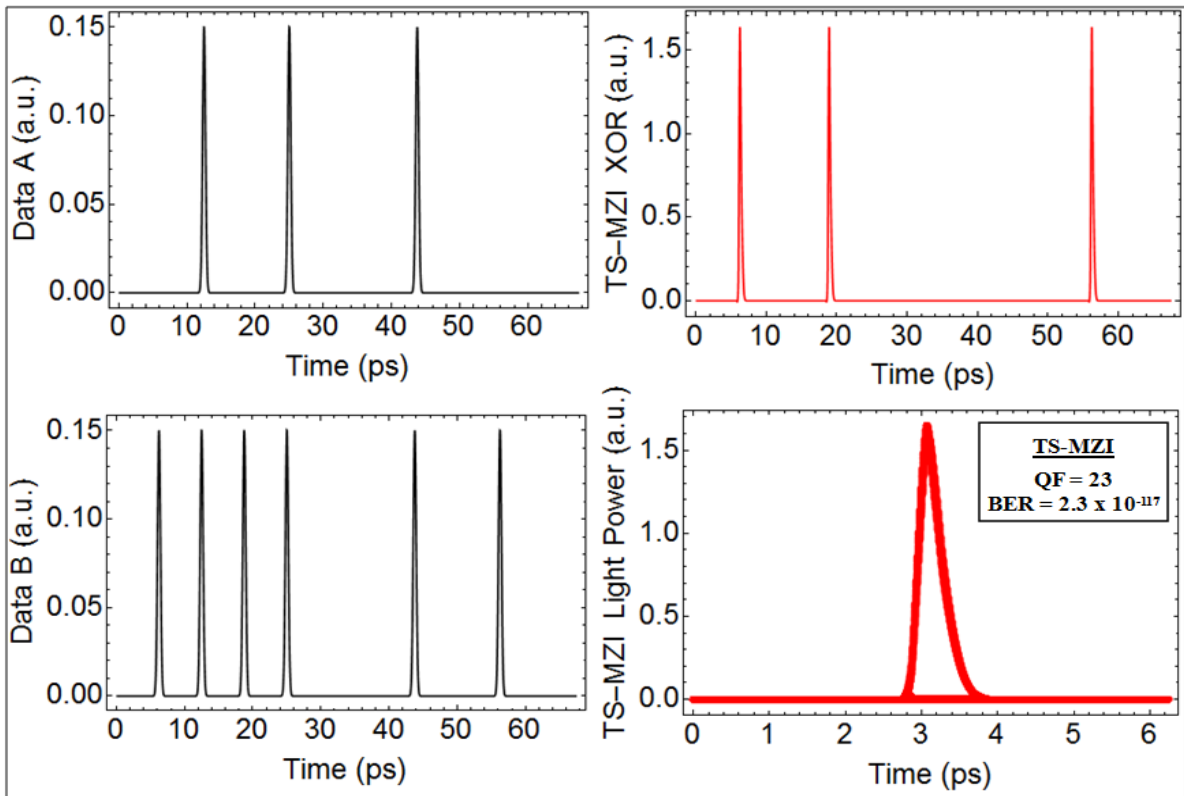 Data A (a.u.)
0.15
0.10
0.05
0.00
0 10 20 30 40 50 60
Time (ps)
TS–MZI XOR (a.u.)
1.5
1.0
0.5
0.0
0 10 20 30 40 50 60
Time (ps)
Data B (a.u.)
0.15
0.10
0.05
0.00
0 10 20 30 40 50 60
Time (ps)
TS–MZI Light Power (a.u.)
1.5
1.0
0.5
0.0
0 1 2 3 4 5 6
Time (ps)
TS-MZI
QF = 23
BER = 2.3 x 10⁻¹¹⁷